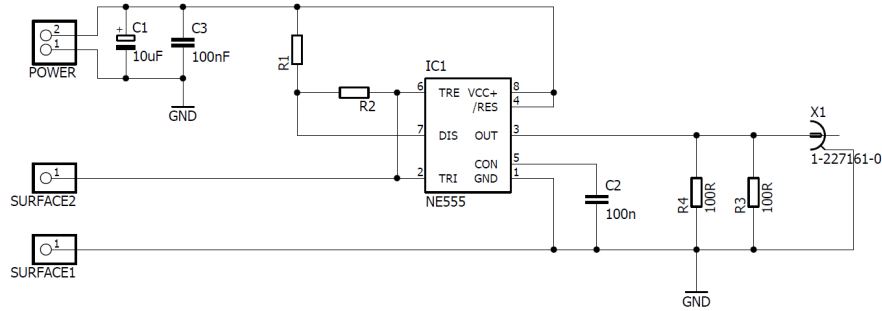 2
1
POWER
+
C1
10uF
C3
100nF
GND
R1
R2
IC1
6
TRE
VCC+
8
/RES
4
7
DIS
OUT
3
CON
5
2
TRI
GND
1
NE555
C2
100n
X1
1-227161-0
R4
100R
R3
100R
1
SURFACE2
1
SURFACE1
GND